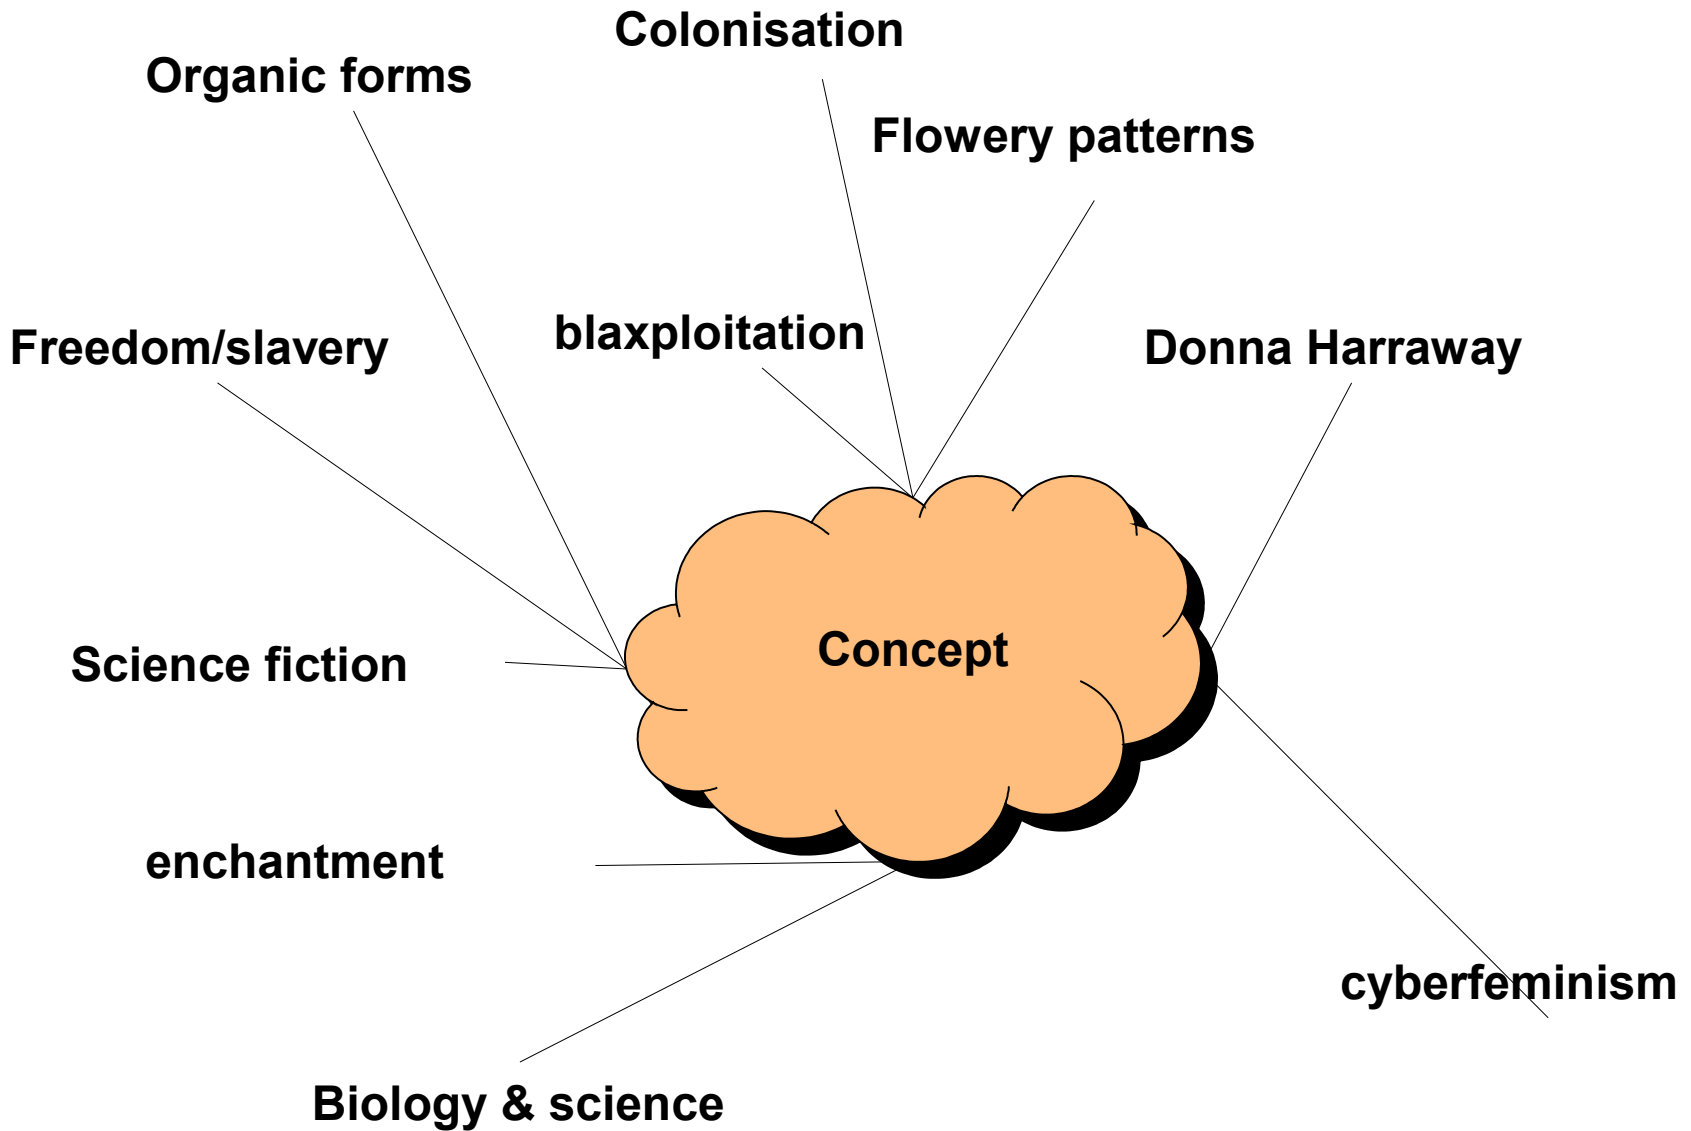 Colonisation
Organic forms
Flowery patterns
blaxploitation
Freedom/slavery
Donna Harraway
Concept
Science fiction
enchantment
cyberfeminism
Biology & science